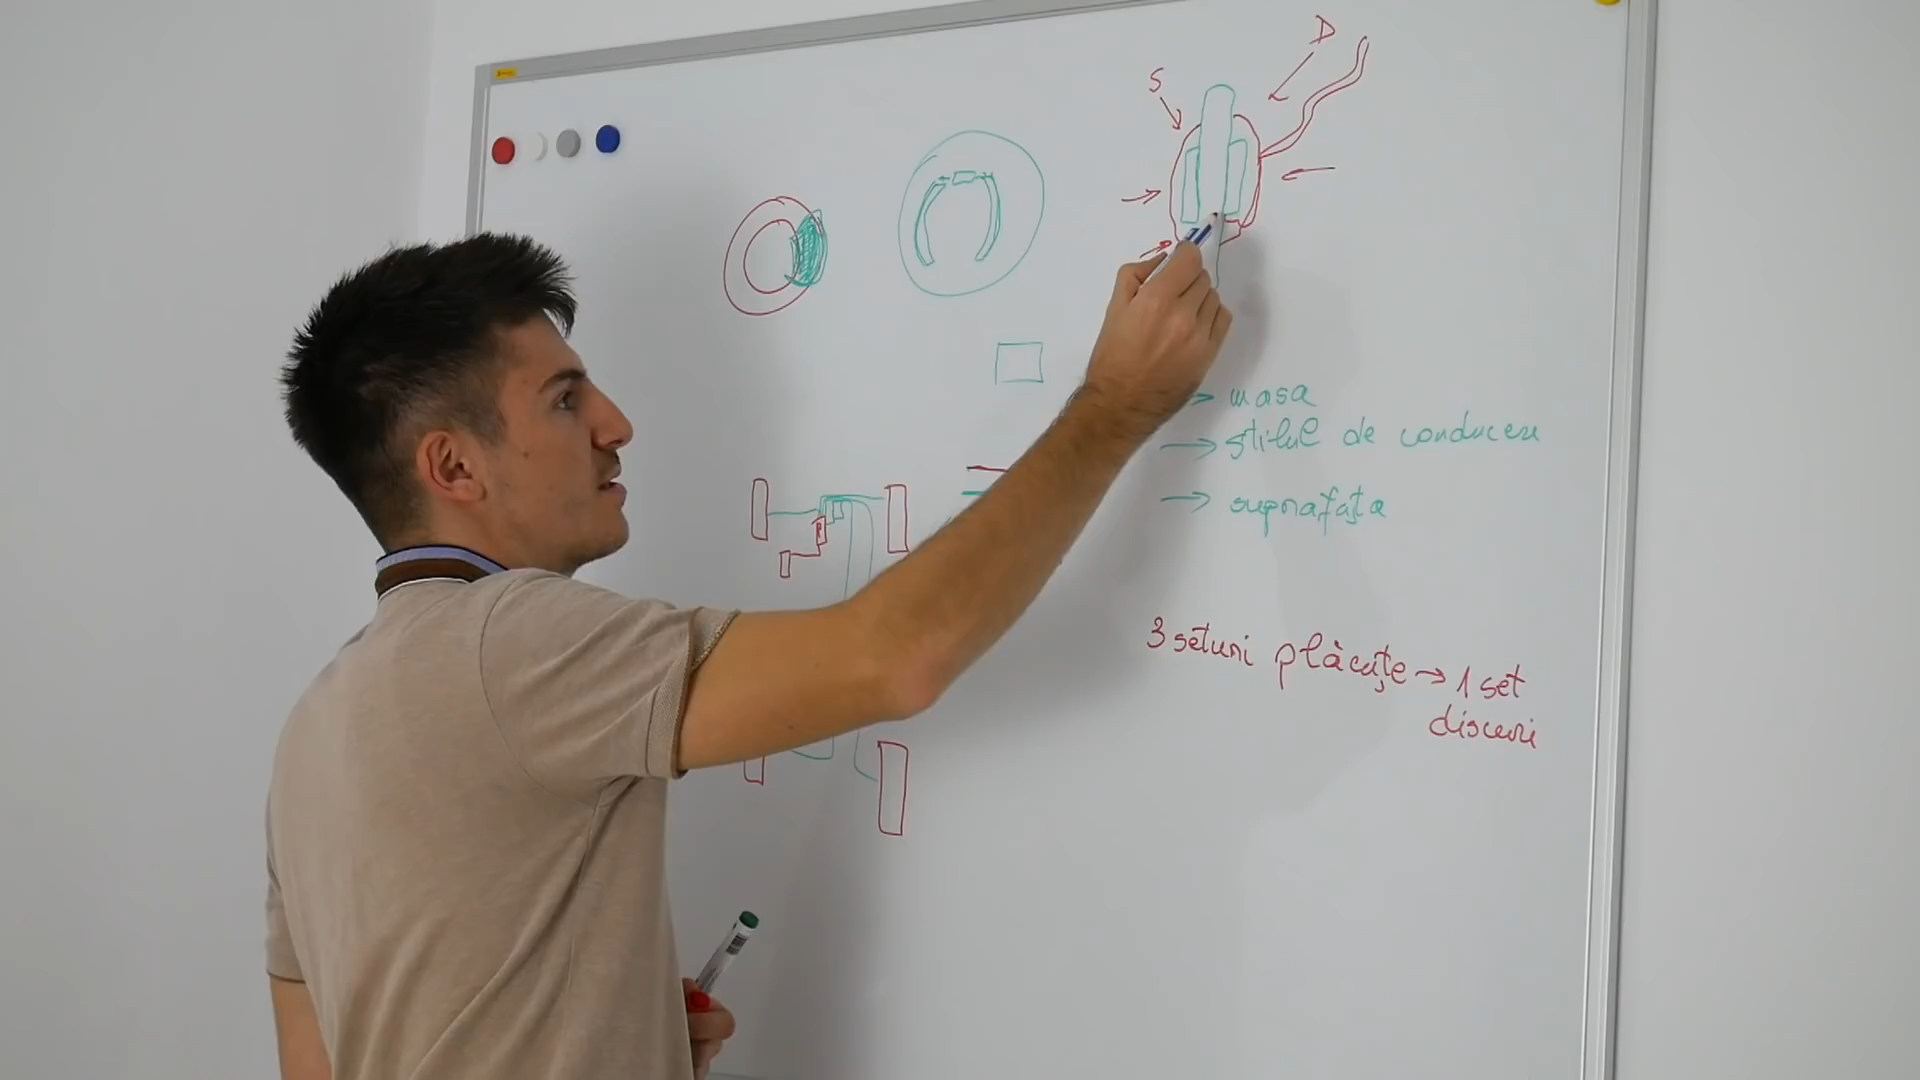 D
S
masa
stilul de conducere
suprafața
3 seturi plăcuțe → 1 set
discuri